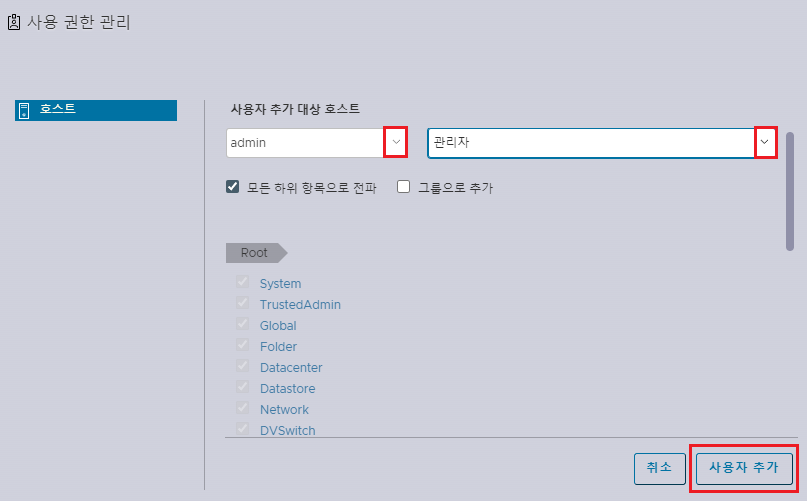 사용 권한 관리
호스트
사용자 추가 대상 호스트
admin 관리자
모든 하위 항목으로 전파 그룹으로 추가
Root
System
TrustedAdmin
Global
Folder
Datacenter
Datastore
Network
DVSwitch
취소 사용자 추가